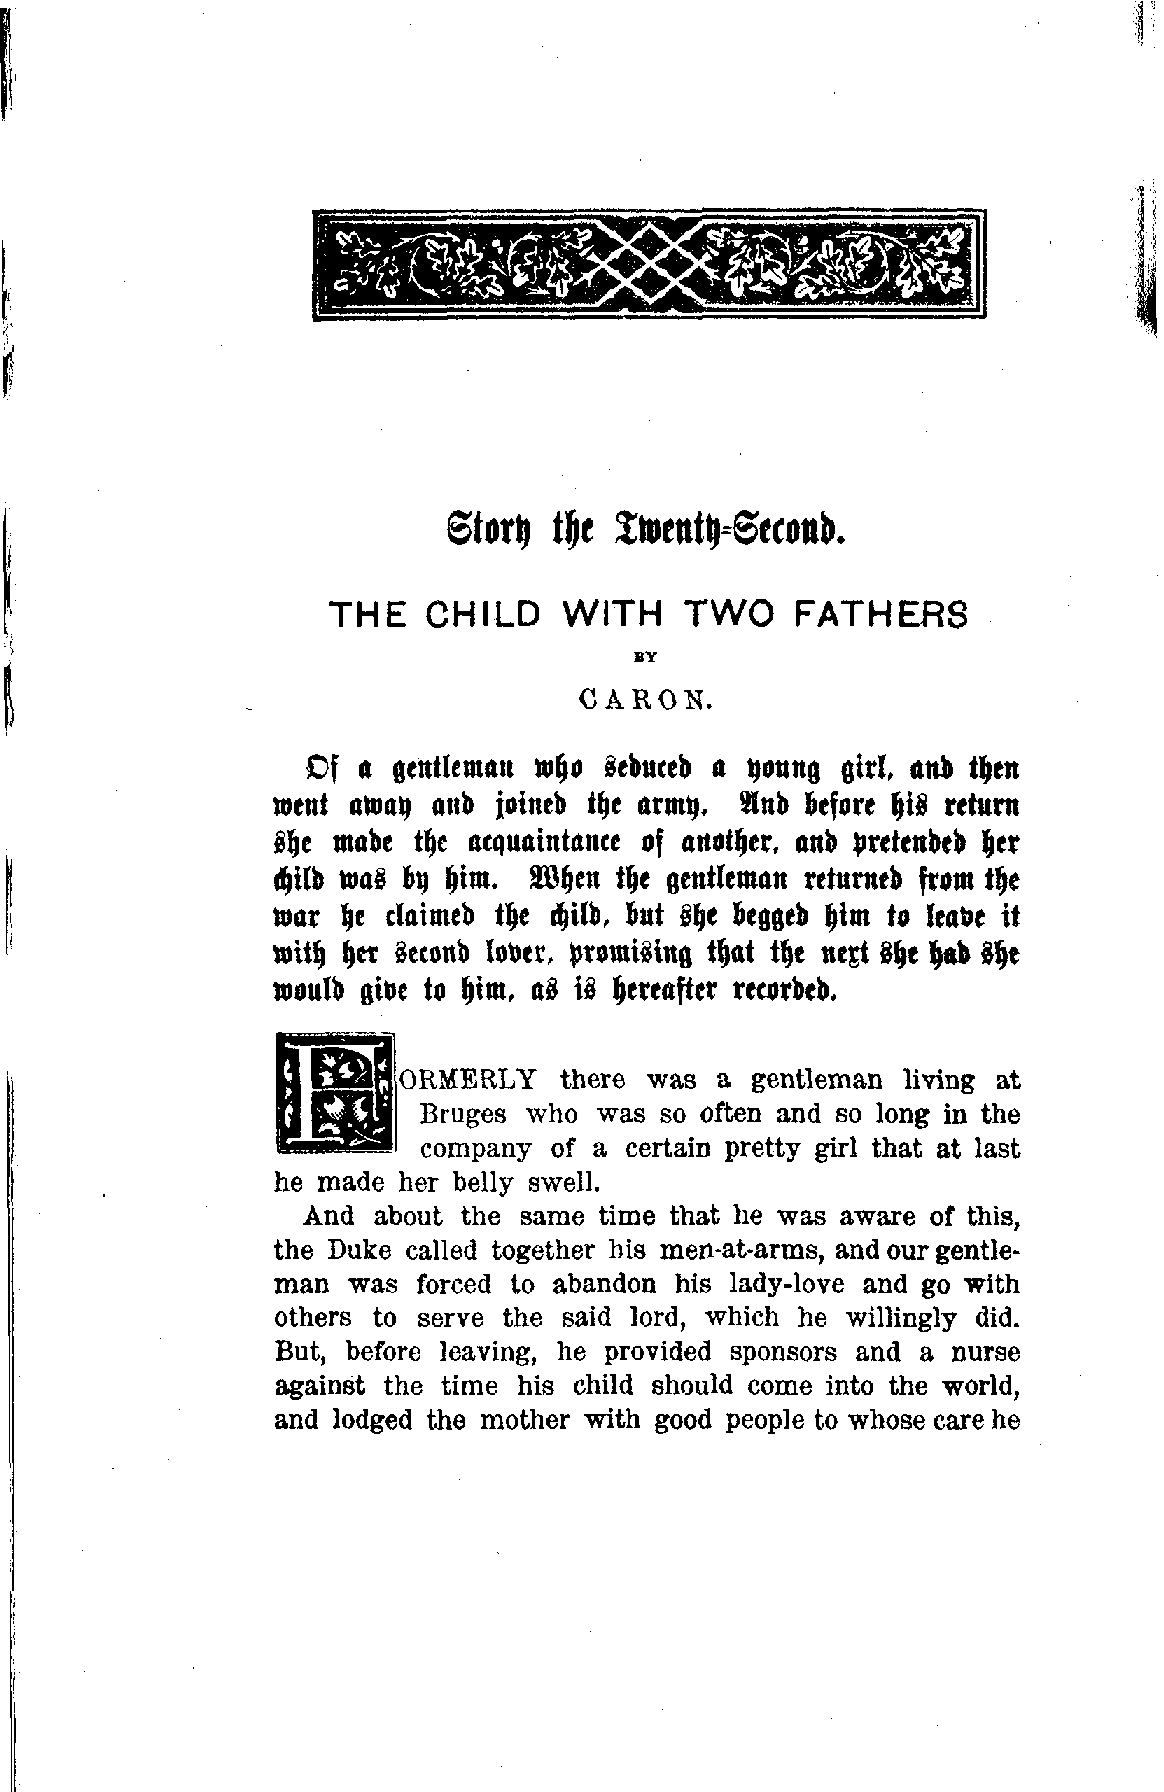 Story the Twenty-Second.
THE CHILD WITH TWO FATHERS
BY
CARON.
Of a gentleman who seduced a young girl, and then
went away and joined the army. And before his return
she made the acquaintance of another, and pretended her
child was by him. When the gentleman returned from the
war he claimed the child, but she begged him to leave it
with her second lover, promising that the next she had she
would give to him, as is hereafter recorded.
FORMERLY there was a gentleman living at
Bruges who was so often and so long in the
company of a certain pretty girl that at last
he made her belly swell.
And about the same time that he was aware of this,
the Duke called together his men-at-arms, and our gentle-
man was forced to abandon his lady-love and go with
others to serve the said lord, which he willingly did.
But, before leaving, he provided sponsors and a nurse
against the time his child should come into the world,
and lodged the mother with good people to whose care he